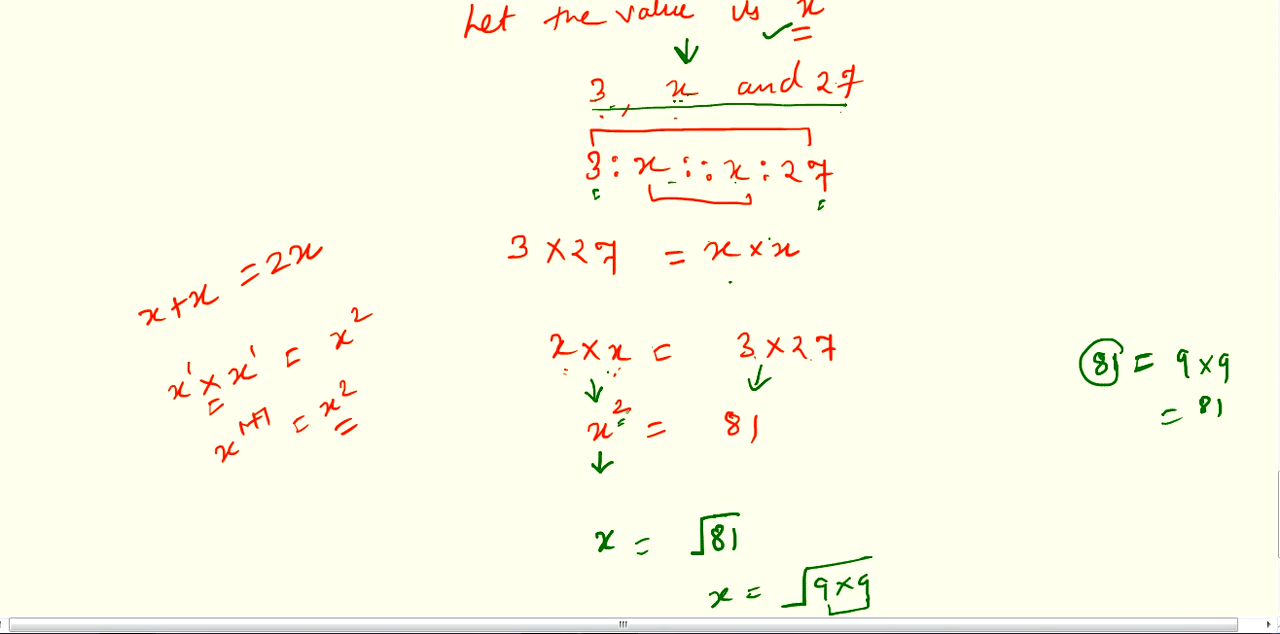 Let the value is x
3, x and 27
3 : x :: x : 27
3 × 27 = x × x
x + x = 2x
x¹ × x¹ = x²
x¹⁺¹ = x²
x × x = 3 × 27
x² = 81
81 = 9 × 9
= 81
x = √81
x = √9 × 9